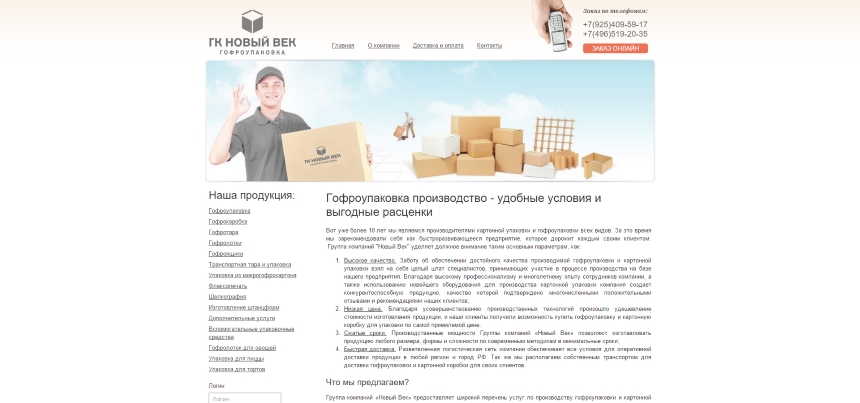 ГК НОВЫЙ ВЕК
ГОФРОУПАКОВКА
Главная О компании Доставка и оплата Контакты
Заказ по телефонам:
+7(925)409-59-17
+7(496)519-20-35
ЗАКАЗ ОНЛАЙН
ГК НОВЫЙ ВЕК
Наша продукция:
Гофроупаковка
Гофрокоробка
Гофротара
Гофролотки
Гофроящики
Транспортная тара и упаковка
Упаковка из микрогофрокартона
Флексопечать
Шелкография
Изготовление штанцформ
Дополнительные услуги
Вспомогательные упаковочные
средства
Гофролоток для овощей
Упаковка для пиццы
Упаковка для тортов
Логин
Логин
Гофроупаковка производство - удобные условия и
выгодные расценки
Вот уже более 10 лет мы являемся производителями картонной упаковки и гофроупаковки всех видов. За это время
мы зарекомендовали себя как быстроразвивающееся предприятие, которое дорожит каждым своим клиентом.
Группа компаний "Новый Век" уделяет должное внимание таким основным параметрам, как:
1. Высокое качество. Заботу об обеспечении достойного качества производимой гофроупаковки и картонной
упаковки взял на себя целый штат специалистов, принимающих участие в процессе производства на базе
нашего предприятия. Благодаря высокому профессионализму и многолетнему опыту сотрудников компании, а
также использованию новейшего оборудования для производства картонной упаковки компания создает
конкурентоспособную продукцию, качество которой подтверждено многочисленными положительными
отзывами и рекомендациями наших клиентов;
2. Низкая цена. Благодаря усовершенствованию производственных технологий произошло удешевление
стоимости изготовления продукции, и наши клиенты получили возможность купить гофроупаковку и картонную
коробку для упаковки по самой приемлемой цене;
3. Сжатые сроки. Производственные мощности Группы компаний «Новый Век» позволяют изготавливать
продукцию любого размера, формы и сложности по современным методикам в минимальные сроки;
4. Быстрая доставка. Разветвленная логистическая сеть компании обеспечивает все условия для оперативной
доставки продукции в любой регион и город РФ. Так же мы располагаем собственным транспортом для
доставки гофроупаковки и картонной коробки для своих клиентов.
Что мы предлагаем?
Группа компаний «Новый Век» предоставляет широкий перечень услуг по производству гофроупаковки и картонной